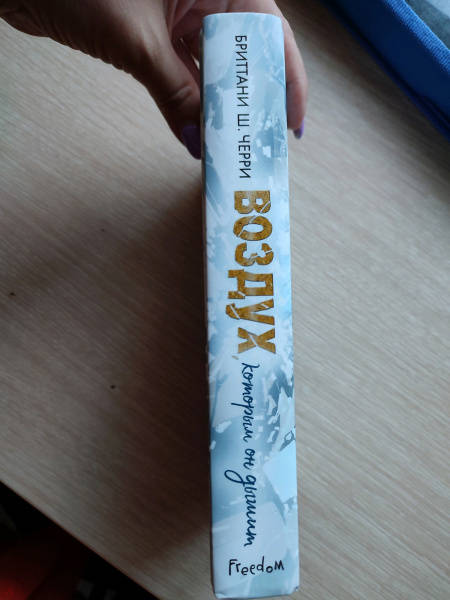 БРИТТАНИ Ш. ЧЕРРИ
ВОЗДУХ,
которым он дышит
Freedom